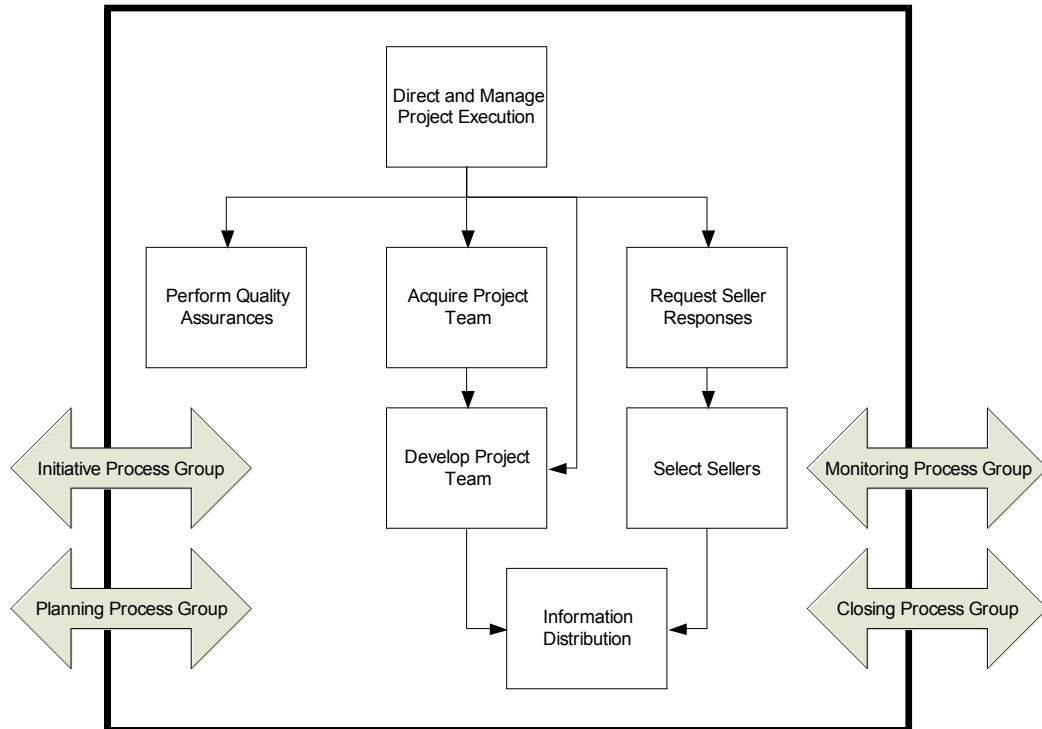 Direct and Manage
Project Execution
Perform Quality
Assurances
Acquire Project
Team
Request Seller
Responses
Develop Project
Team
Select Sellers
Initiative Process Group
Monitoring Process Group
Planning Process Group
Closing Process Group
Information
Distribution